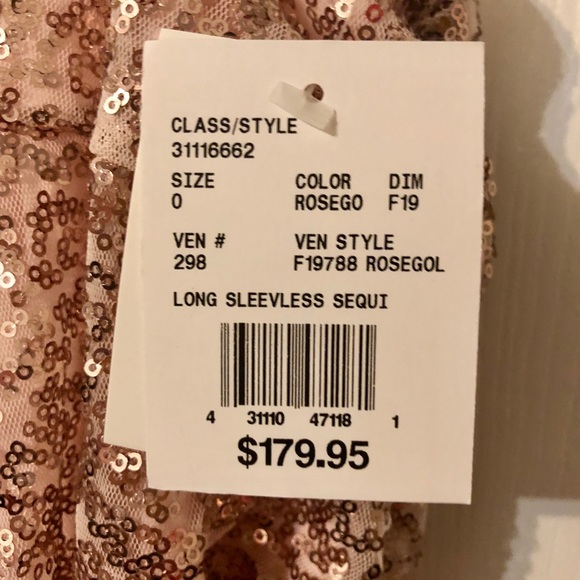 CLASS/STYLE
31116662
SIZE COLOR DIM
0 ROSEGO F19
VEN # VEN STYLE
298 F19788 ROSEGOL
LONG SLEEVLESS SEQUI
4 31110 47118 1
$179.95